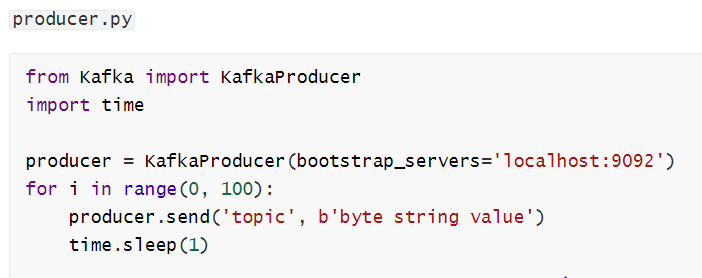 producer.py
from Kafka import KafkaProducer
import time
producer = KafkaProducer(bootstrap_servers='localhost:9092')
for i in range(0, 100):
    producer.send('topic', b'byte string value')
    time.sleep(1)